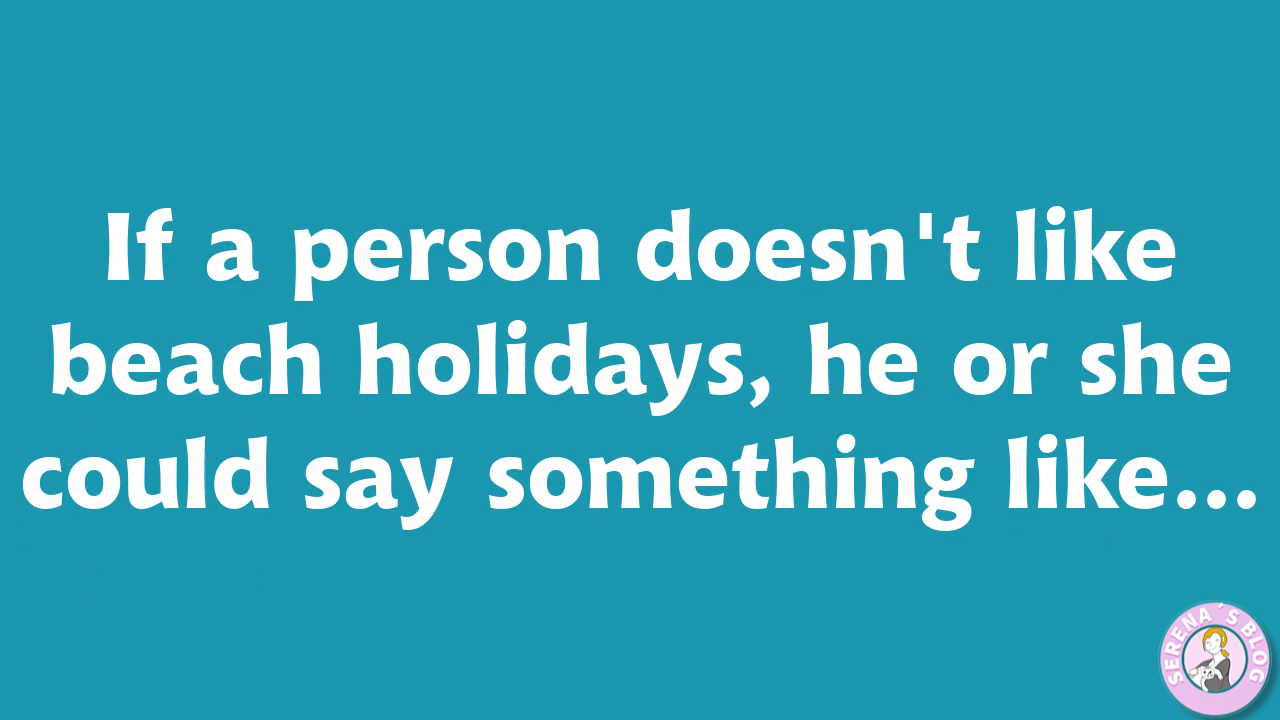 If a person doesn't like
beach holidays, he or she
could say something like...
SERENA´S BLOG